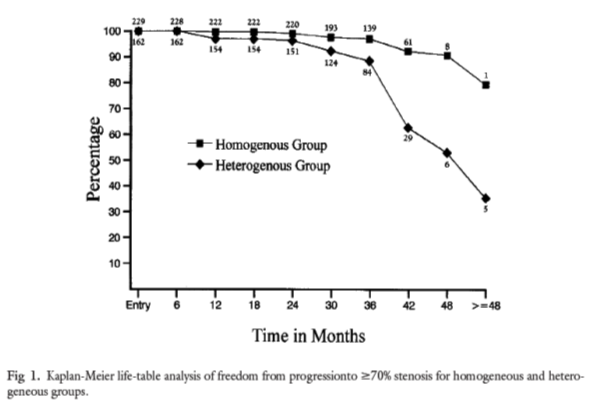 229 228 222 222 220 193 139 61 8 1
100
162 162 154 154 151 124 84 29 6 5
90
80
70
60
50
40
30
20
10
Percentage
Homogenous Group
Heterogenous Group
Entry 6 12 18 24 30 36 42 48 >=48
Time in Months
Fig 1. Kaplan-Meier life-table analysis of freedom from progressionto ≥70% stenosis for homogeneous and hetero-
geneous groups.